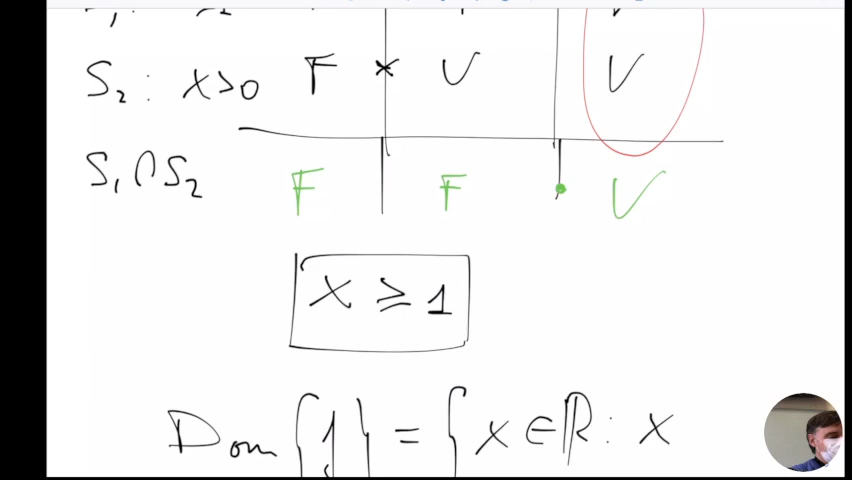 S₂ : x>0 F × V V
S₁ ∩ S₂ F F V
x ≥ 1
Dom {f} = { x ∈ ℝ : x